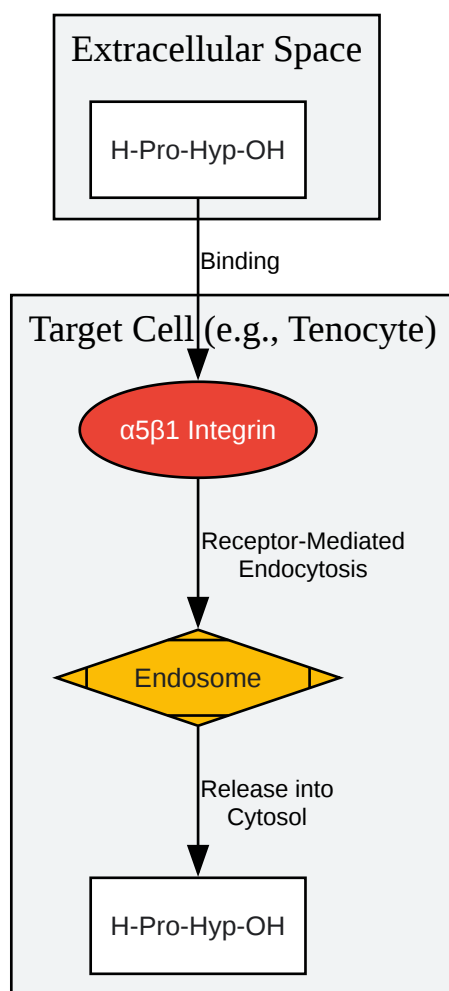 Extracellular Space
H-Pro-Hyp-OH
Binding
Target Cell (e.g., Tenocyte)
α5β1 Integrin
Receptor-Mediated
Endocytosis
Endosome
Release into
Cytosol
H-Pro-Hyp-OH